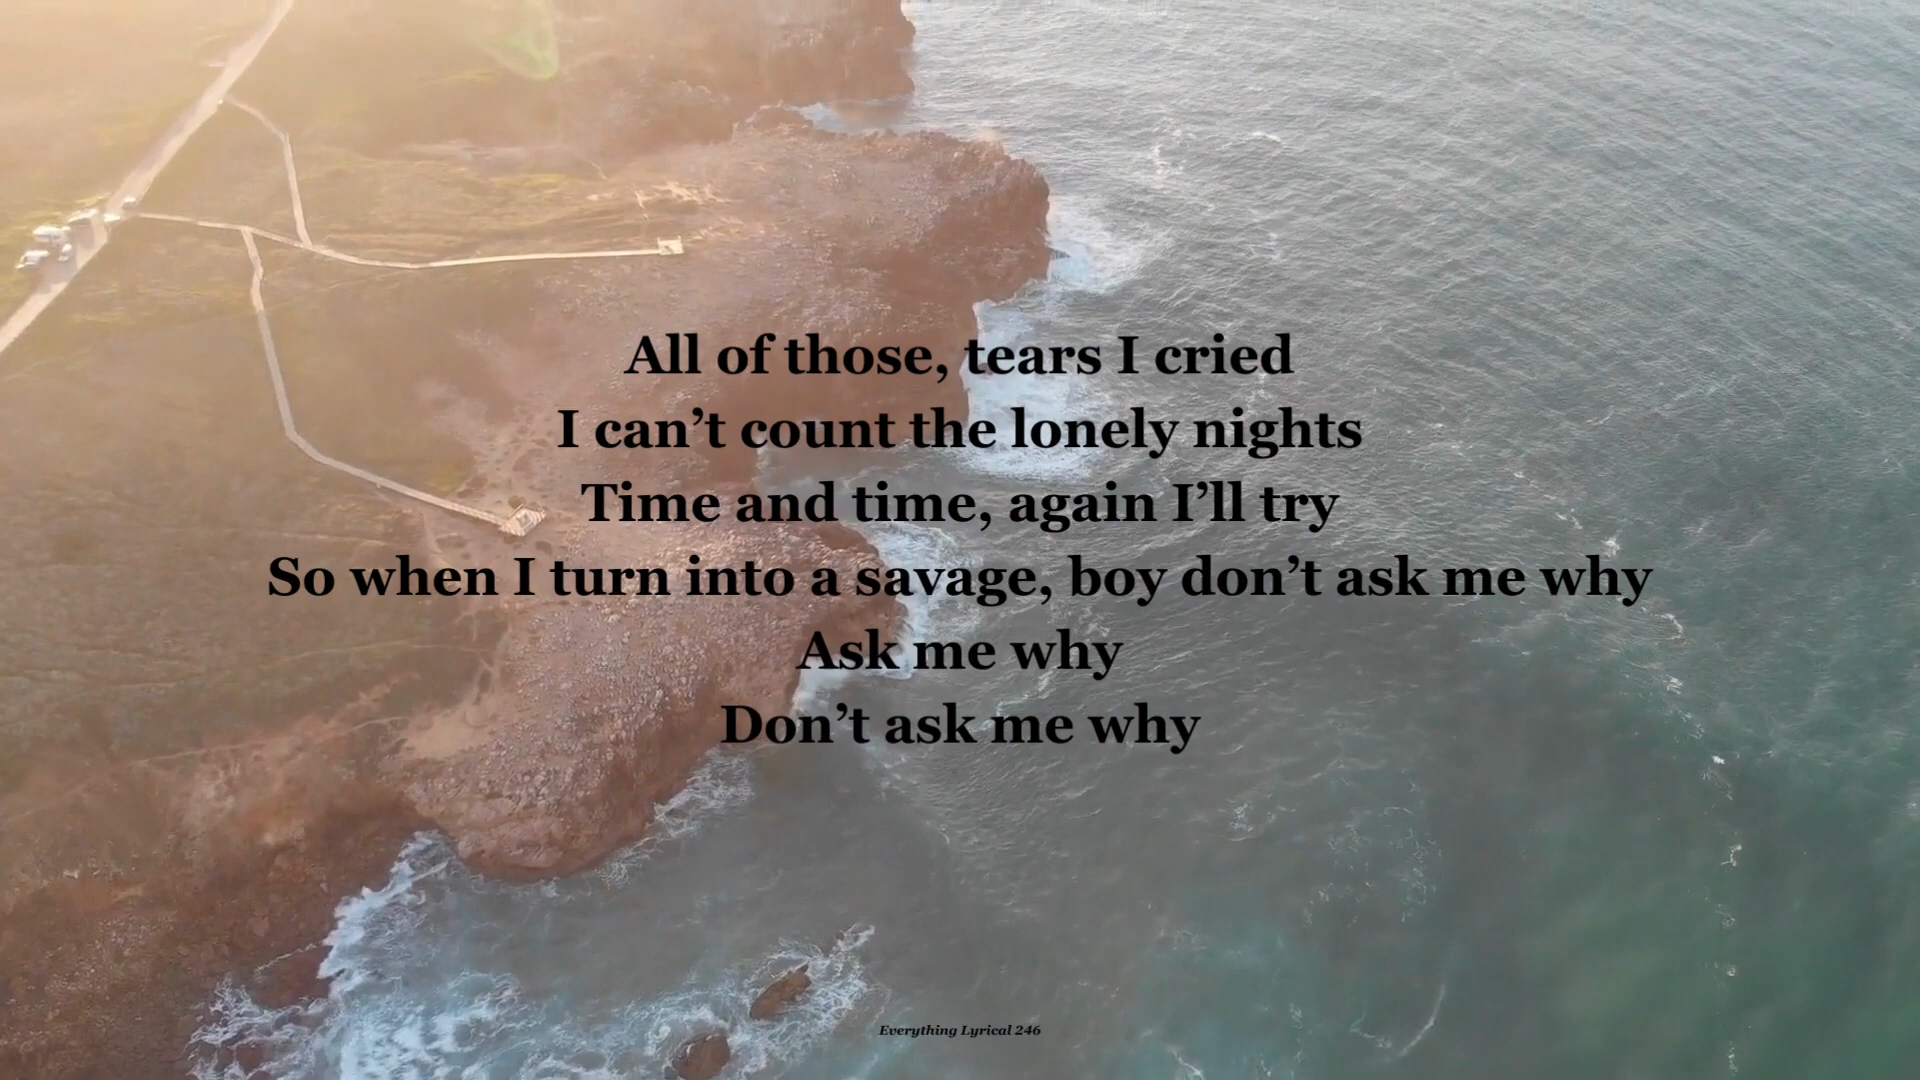 All of those, tears I cried
I can’t count the lonely nights
Time and time, again I’ll try
So when I turn into a savage, boy don’t ask me why
Ask me why
Don’t ask me why
Everything Lyrical 246